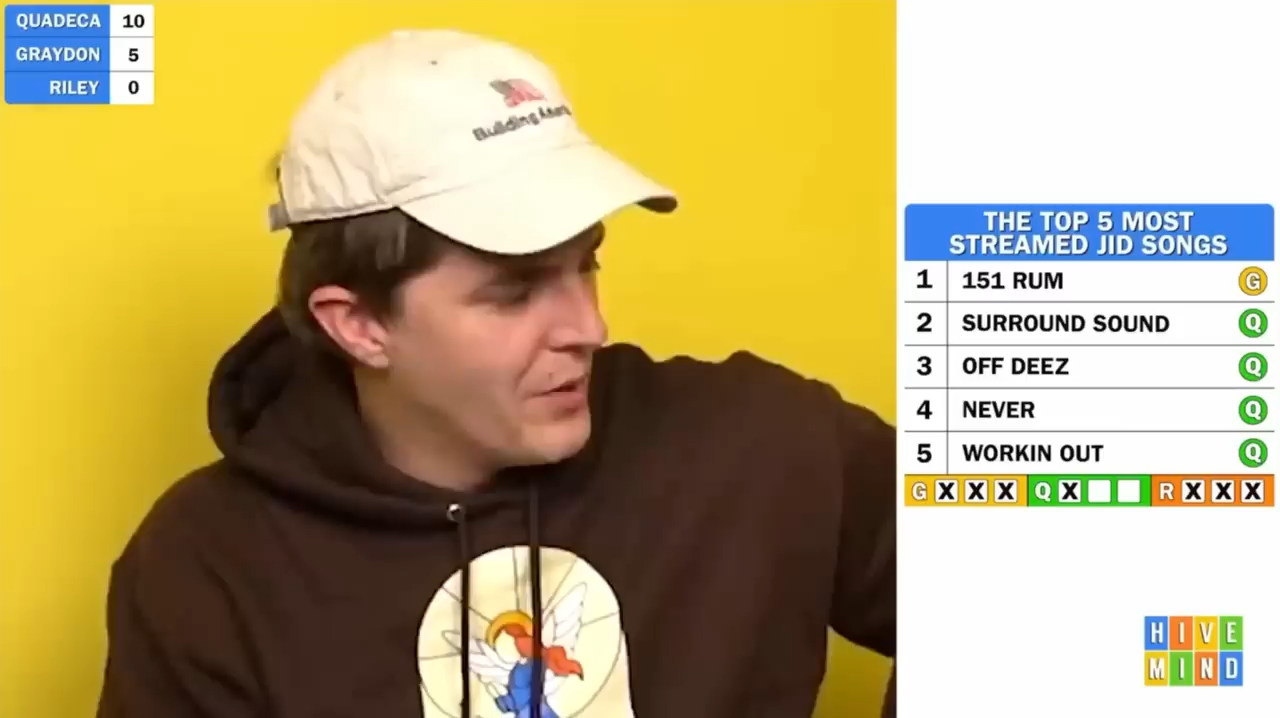 QUADECA 10
GRAYDON 5
RILEY 0
Building
THE TOP 5 MOST
STREAMED JID SONGS
1 151 RUM G
2 SURROUND SOUND Q
3 OFF DEEZ Q
4 NEVER Q
5 WORKIN OUT Q
G X X X Q X R X X X
HIVE
MIND